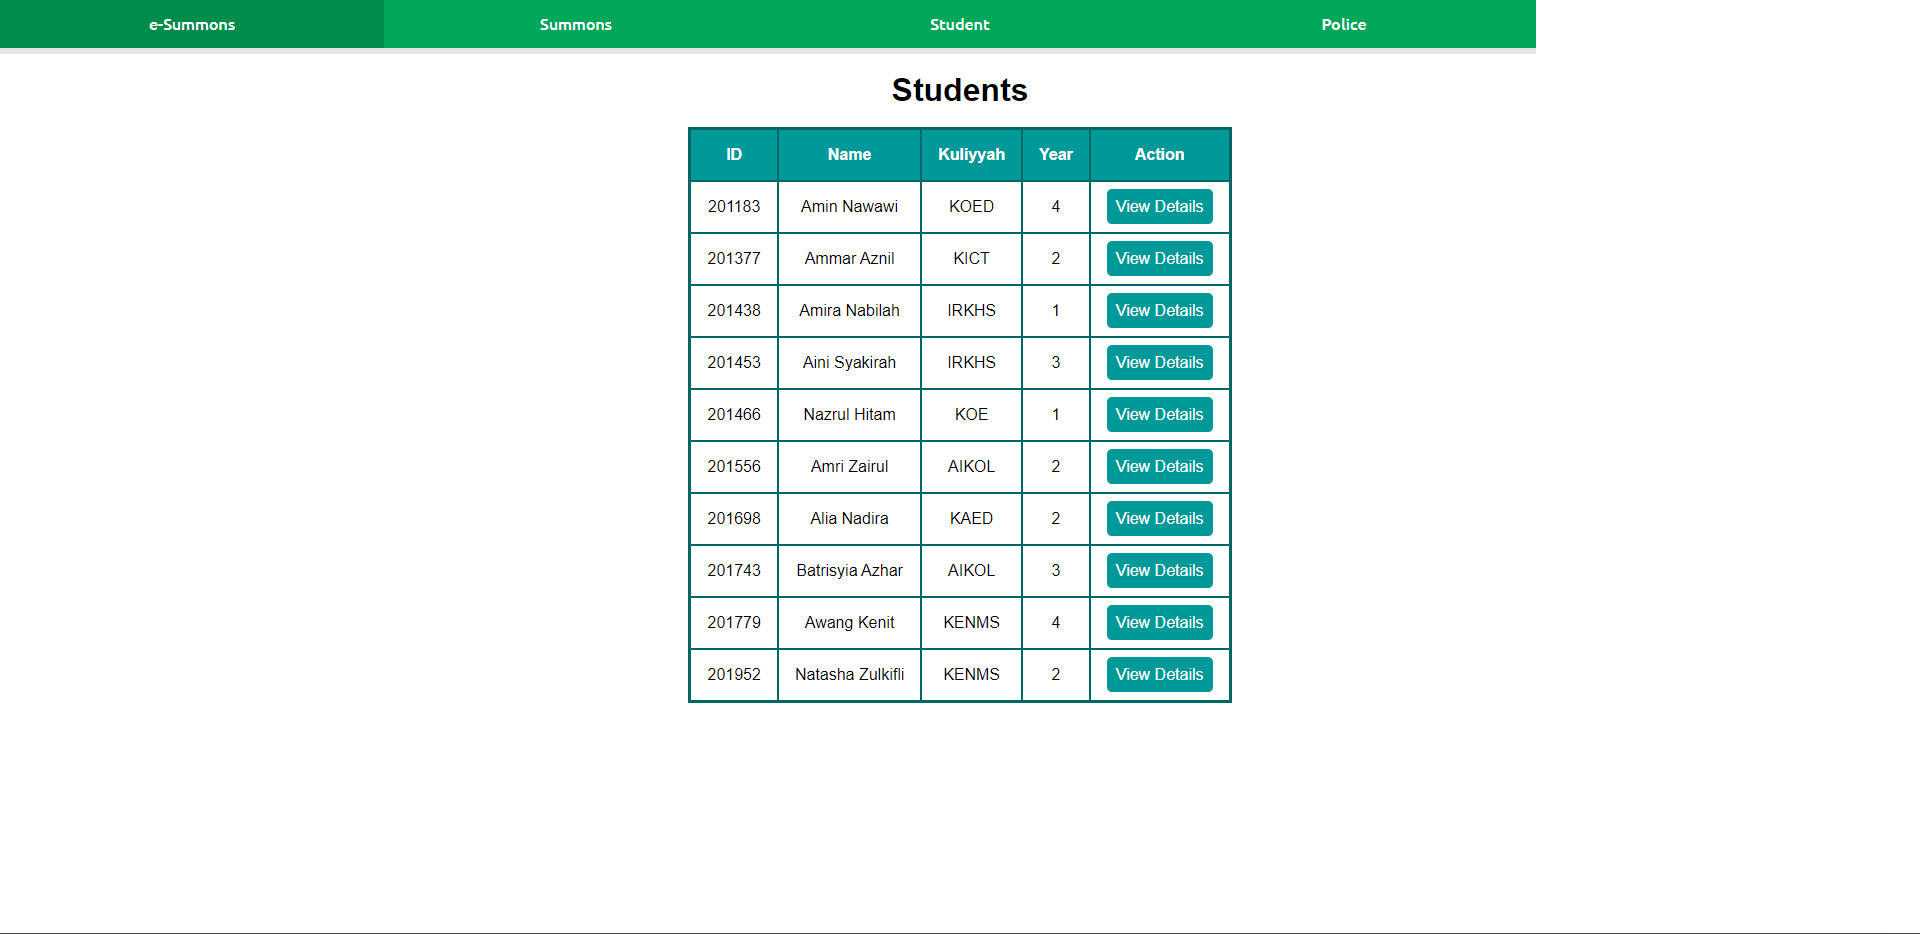 e-Summons Summons Student Police
Students
ID Name Kuliyyah Year Action
201183 Amin Nawawi KOED 4 View Details
201377 Ammar Aznil KICT 2 View Details
201438 Amira Nabilah IRKHS 1 View Details
201453 Aini Syakirah IRKHS 3 View Details
201466 Nazrul Hitam KOE 1 View Details
201556 Amri Zairul AIKOL 2 View Details
201698 Alia Nadira KAED 2 View Details
201743 Batrisyia Azhar AIKOL 3 View Details
201779 Awang Kenit KENMS 4 View Details
201952 Natasha Zulkifli KENMS 2 View Details